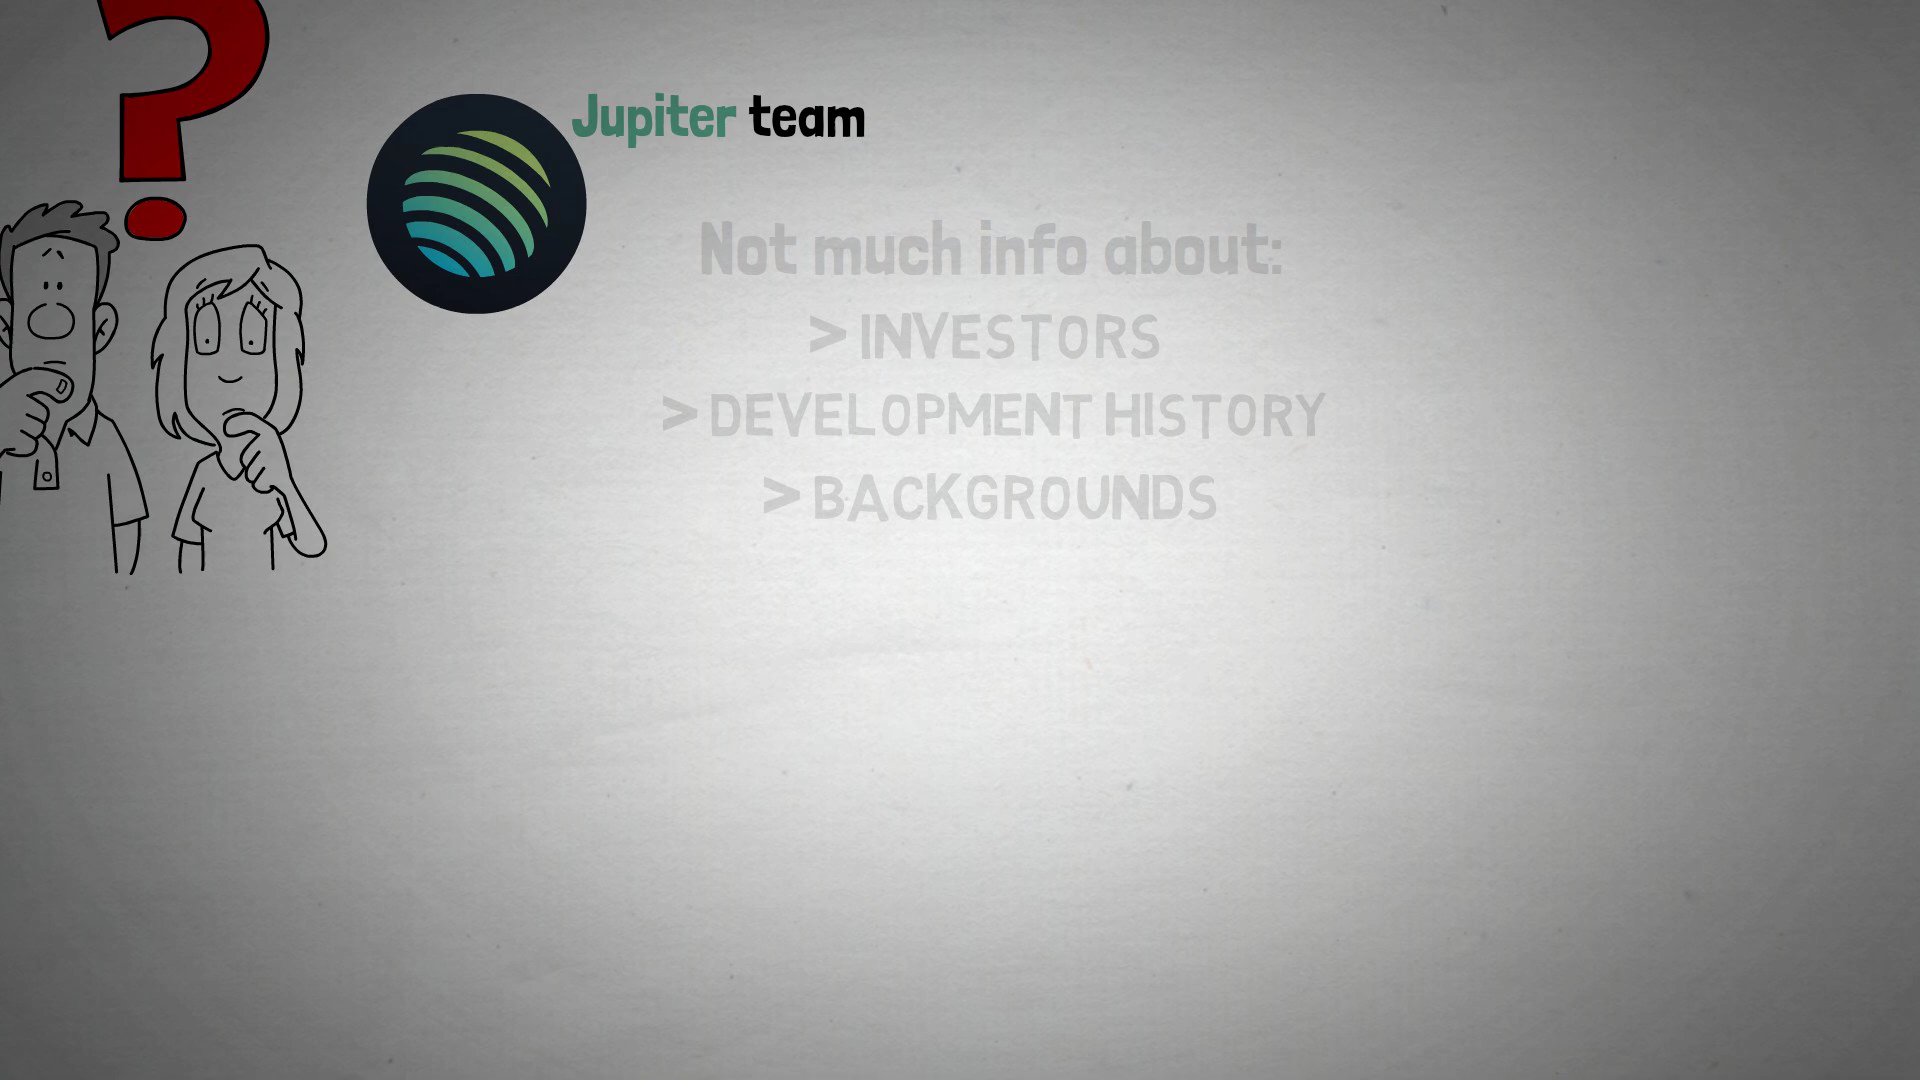 ?
Jupiter team
Not much info about:
> INVESTORS
> DEVELOPMENT HISTORY
> BACKGROUNDS